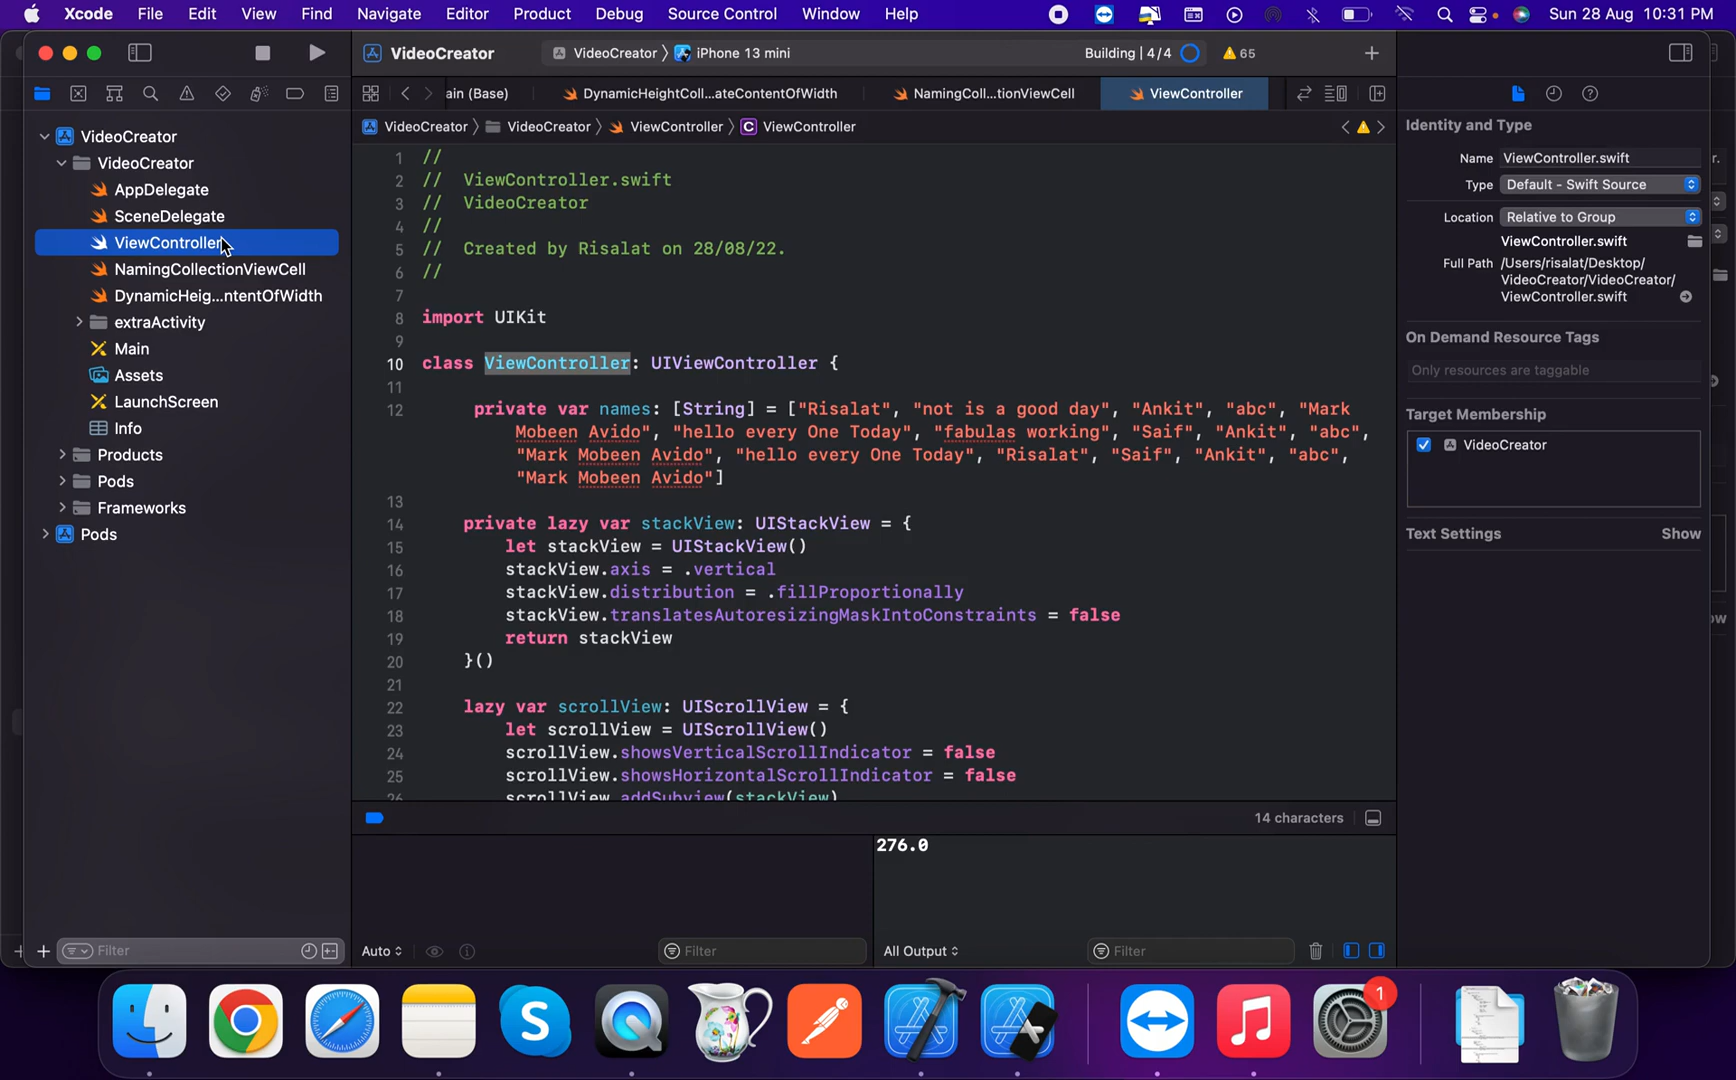 Xcode File Edit View Find Navigate Editor Product Debug Source Control Window Help Sun 28 Aug 10:31 PM
VideoCreator VideoCreator iPhone 13 mini Building | 4/4 65
ain (Base) DynamicHeightColl...ateContentOfWidth NamingColl...tionViewCell ViewController
VideoCreator VideoCreator ViewController C ViewController
VideoCreator
VideoCreator
AppDelegate
SceneDelegate
ViewController
NamingCollectionViewCell
DynamicHeig...ntentOfWidth
extraActivity
Main
Assets
LaunchScreen
Info
Products
Pods
Frameworks
Pods
Filter
1 //
2 // ViewController.swift
3 // VideoCreator
4 //
5 // Created by Risalat on 28/08/22.
6 //
7
8 import UIKit
9
10 class ViewController: UIViewController {
11
12 private var names: [String] = ["Risalat", "not is a good day", "Ankit", "abc", "Mark
Mobeen Avido", "hello every One Today", "fabulas working", "Saif", "Ankit", "abc",
"Mark Mobeen Avido", "hello every One Today", "Risalat", "Saif", "Ankit", "abc",
"Mark Mobeen Avido"]
13
14 private lazy var stackView: UIStackView = {
15 let stackView = UIStackView()
16 stackView.axis = .vertical
17 stackView.distribution = .fillProportionally
18 stackView.translatesAutoresizingMaskIntoConstraints = false
19 return stackView
20 }()
21
22 lazy var scrollView: UIScrollView = {
23 let scrollView = UIScrollView()
24 scrollView.showsVerticalScrollIndicator = false
25 scrollView.showsHorizontalScrollIndicator = false
26 scrollView.addSubview(stackView)
14 characters
276.0
Auto Filter All Output Filter
Identity and Type
Name ViewController.swift
Type Default - Swift Source
Location Relative to Group
ViewController.swift
Full Path /Users/risalat/Desktop/
VideoCreator/VideoCreator/
ViewController.swift
On Demand Resource Tags
Only resources are taggable
Target Membership
VideoCreator
Text Settings Show
r.
ow
S
1